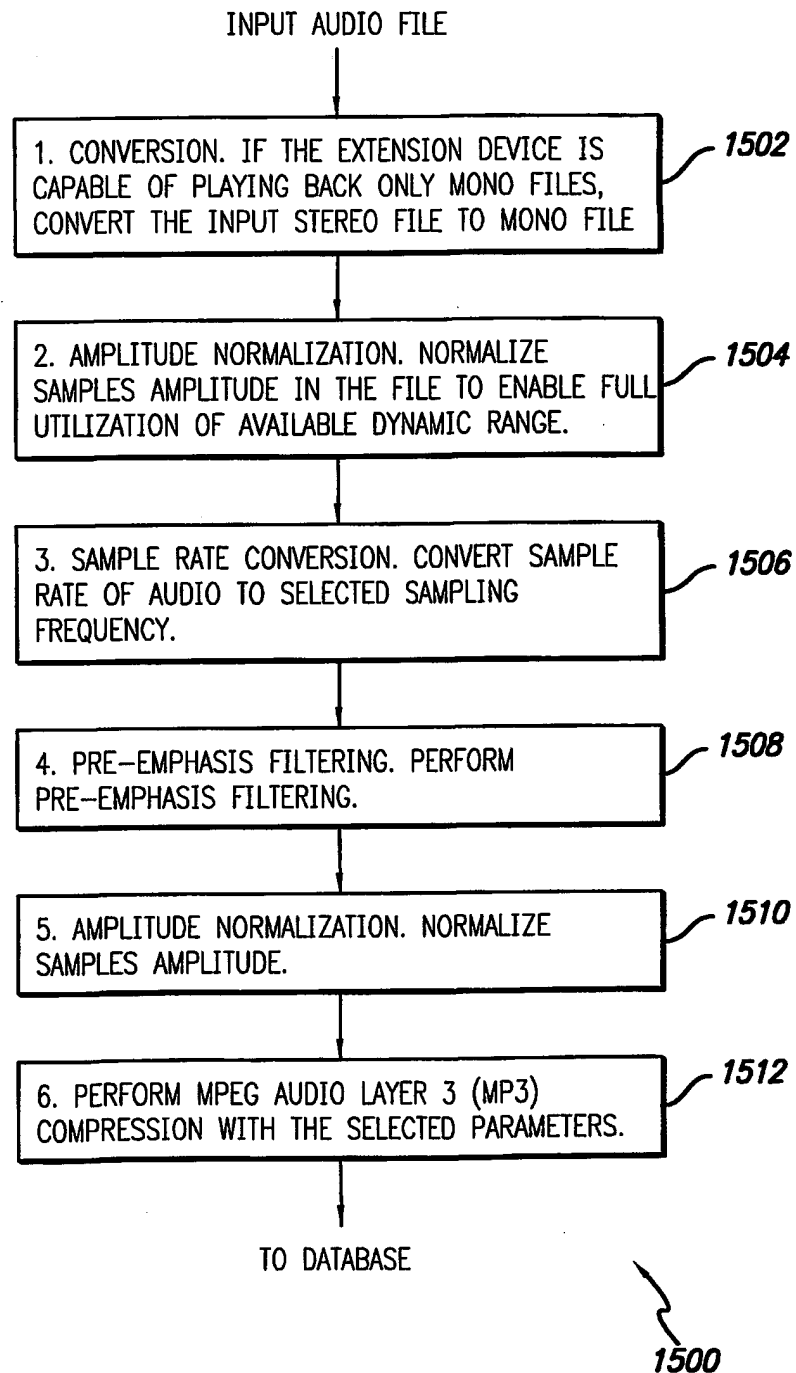 INPUT AUDIO FILE
1. CONVERSION. IF THE EXTENSION DEVICE IS
CAPABLE OF PLAYING BACK ONLY MONO FILES,
CONVERT THE INPUT STEREO FILE TO MONO FILE
1502
2. AMPLITUDE NORMALIZATION. NORMALIZE
SAMPLES AMPLITUDE IN THE FILE TO ENABLE FULL
UTILIZATION OF AVAILABLE DYNAMIC RANGE.
1504
3. SAMPLE RATE CONVERSION. CONVERT SAMPLE
RATE OF AUDIO TO SELECTED SAMPLING
FREQUENCY.
1506
4. PRE-EMPHASIS FILTERING. PERFORM
PRE-EMPHASIS FILTERING.
1508
5. AMPLITUDE NORMALIZATION. NORMALIZE
SAMPLES AMPLITUDE.
1510
6. PERFORM MPEG AUDIO LAYER 3 (MP3)
COMPRESSION WITH THE SELECTED PARAMETERS.
1512
TO DATABASE
1500